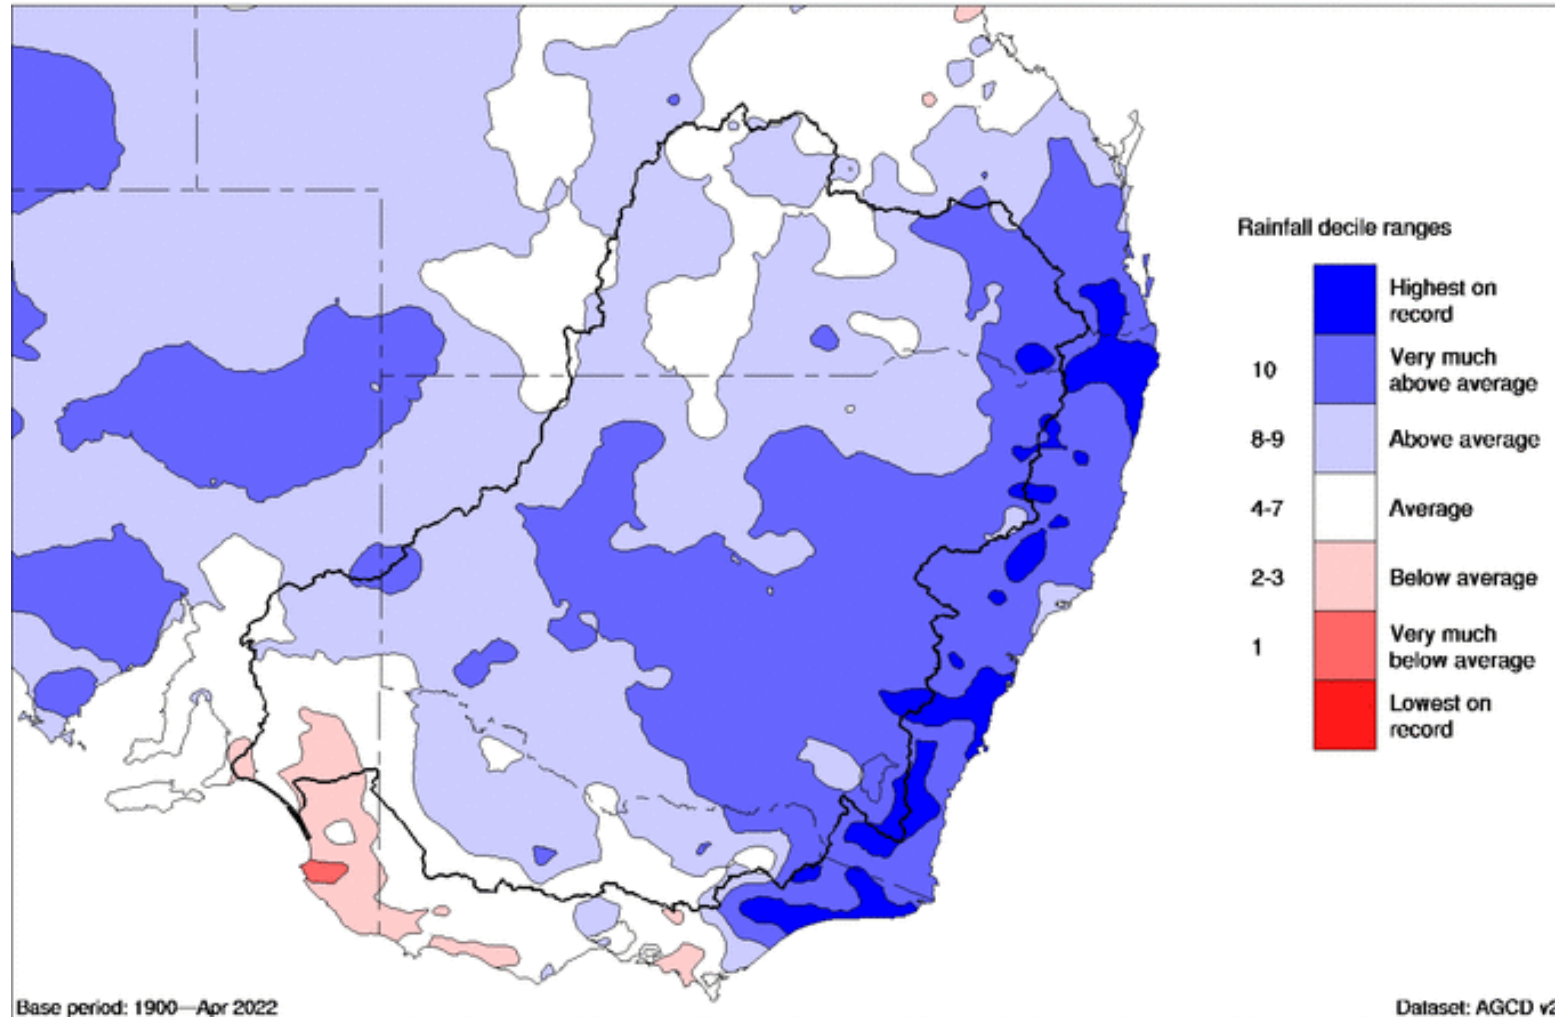 Rainfall decile ranges
Highest on
record
10
Very much
above average
8-9
Above average
4-7
Average
2-3
Below average
1
Very much
below average
Lowest on
record
Base period: 1900—Apr 2022
Dataset: AGCD v2